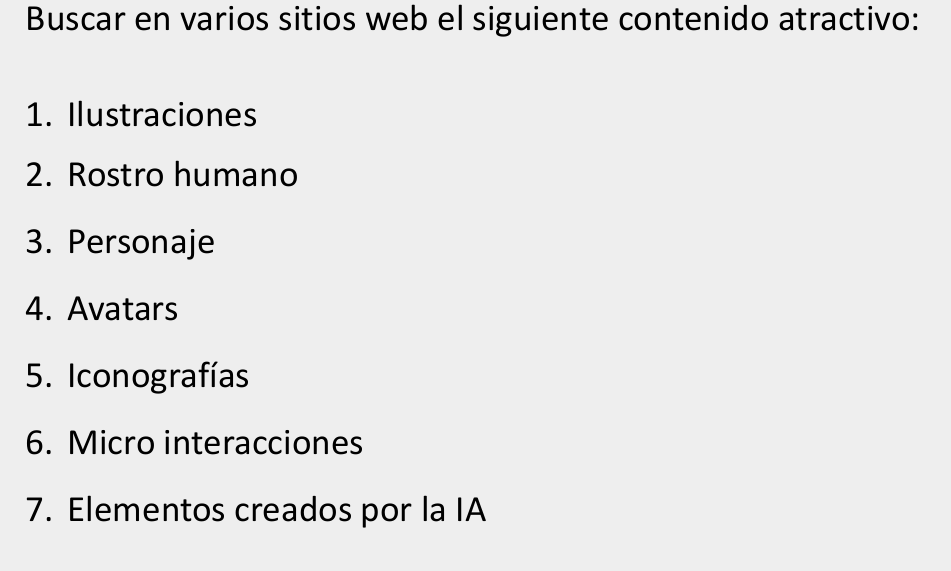 Buscar en varios sitios web el siguiente contenido atractivo:
1. Ilustraciones
2. Rostro humano
3. Personaje
4. Avatars
5. Iconografías
6. Micro interacciones
7. Elementos creados por la IA